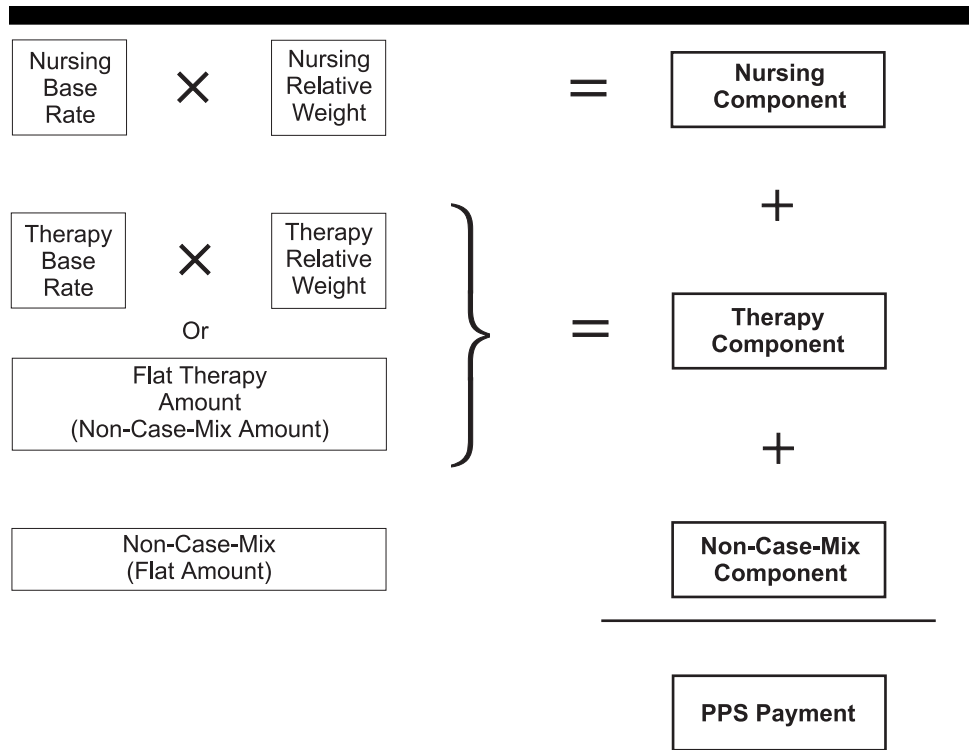 Nursing
Base
Rate
×
Nursing
Relative
Weight
=
Nursing
Component
+
Therapy
Base
Rate
×
Therapy
Relative
Weight
Or
Flat Therapy
Amount
(Non-Case-Mix Amount)
=
Therapy
Component
+
Non-Case-Mix
(Flat Amount)
Non-Case-Mix
Component
PPS Payment